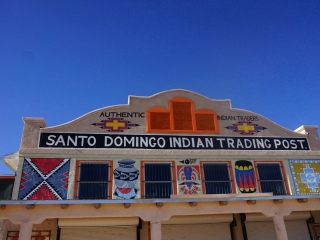 AUTHENTIC INDIAN TRADERS
SANTO DOMINGO INDIAN TRADING POST.